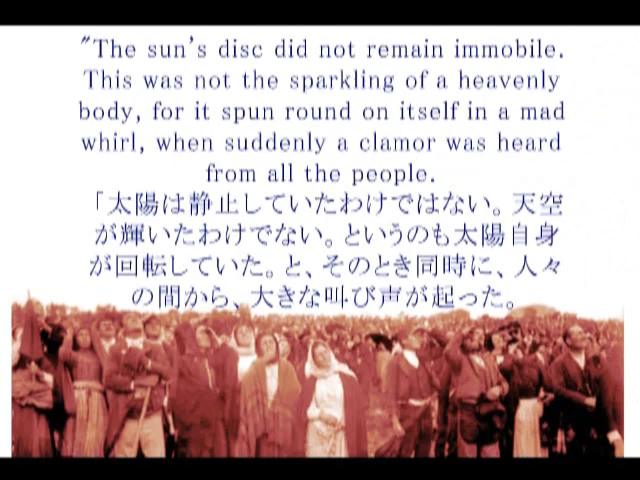 "The sun's disc did not remain immobile.
This was not the sparkling of a heavenly
body, for it spun round on itself in a mad
whirl, when suddenly a clamor was heard
from all the people.
「太陽は静止していたわけではない。天空
が輝いたわけでない。というのも太陽自身
が回転していた。と、そのとき同時に、人々
の間から、大きな叫び声が起った。